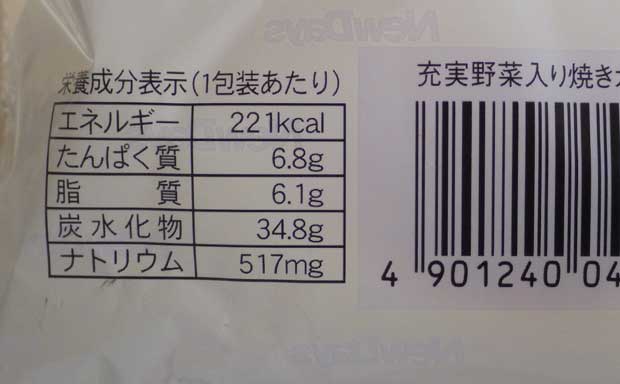 栄養成分表示(1包装あたり)
エネルギー 221kcal
たんぱく質 6.8g
脂質 6.1g
炭水化物 34.8g
ナトリウム 517mg
充実野菜入り焼き
4 901240 04
NewDays
NewDays